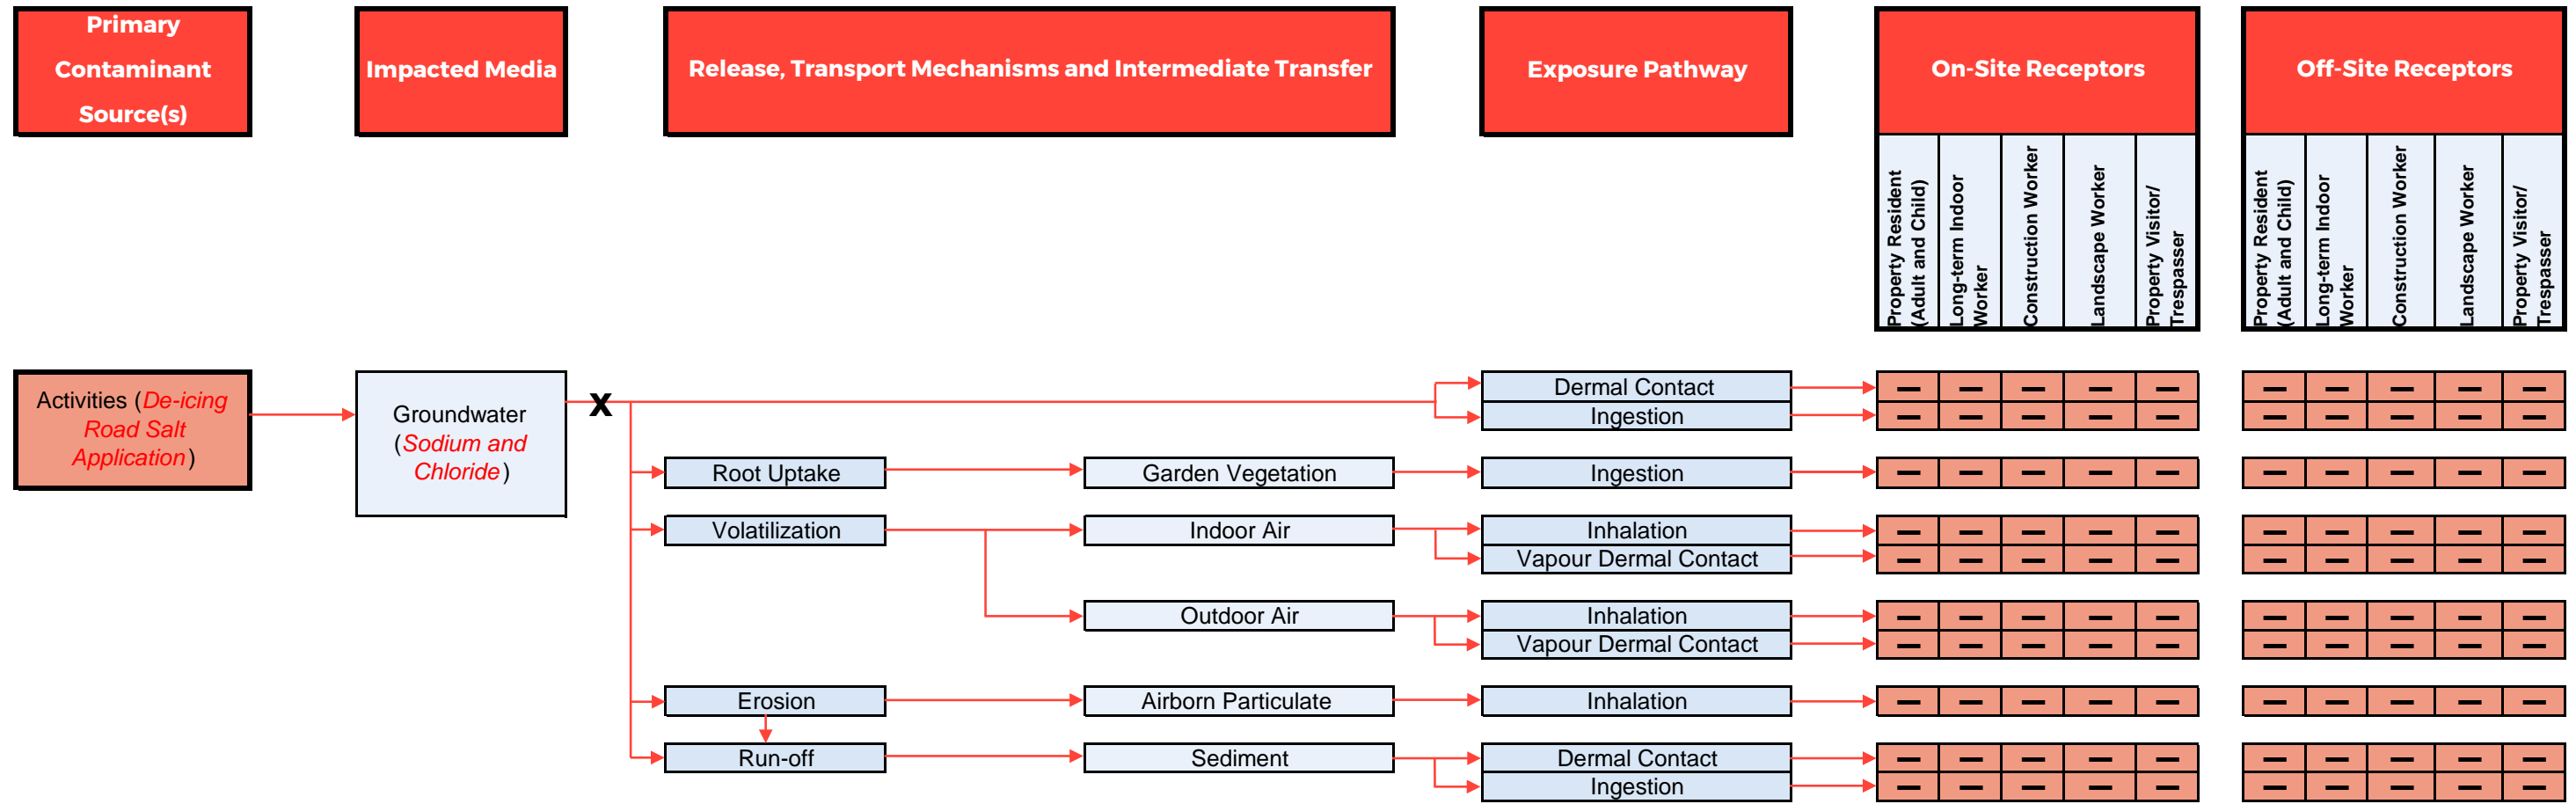 Primary
Contaminant
Source(s)
Impacted Media
Release, Transport Mechanisms and Intermediate Transfer
Exposure Pathway
On-Site Receptors
Off-Site Receptors
Property Resident
(Adult and Child)
Long-term Indoor
Worker
Construction Worker
Landscape Worker
Property Visitor/
Trespasser
Property Resident
(Adult and Child)
Long-term Indoor
Worker
Construction Worker
Landscape Worker
Property Visitor/
Trespasser
Activities (De-icing
Road Salt
Application)
Groundwater
(Sodium and
Chloride)
X
Dermal Contact
— — — — — — — — — —
Ingestion
— — — — — — — — — —
Root Uptake
Garden Vegetation
Ingestion
— — — — — — — — — —
Volatilization
Indoor Air
Inhalation
— — — — — — — — — —
Vapour Dermal Contact
— — — — — — — — — —
Outdoor Air
Inhalation
— — — — — — — — — —
Vapour Dermal Contact
— — — — — — — — — —
Erosion
Airborn Particulate
Inhalation
— — — — — — — — — —
Run-off
Sediment
Dermal Contact
— — — — — — — — — —
Ingestion
— — — — — — — — — —